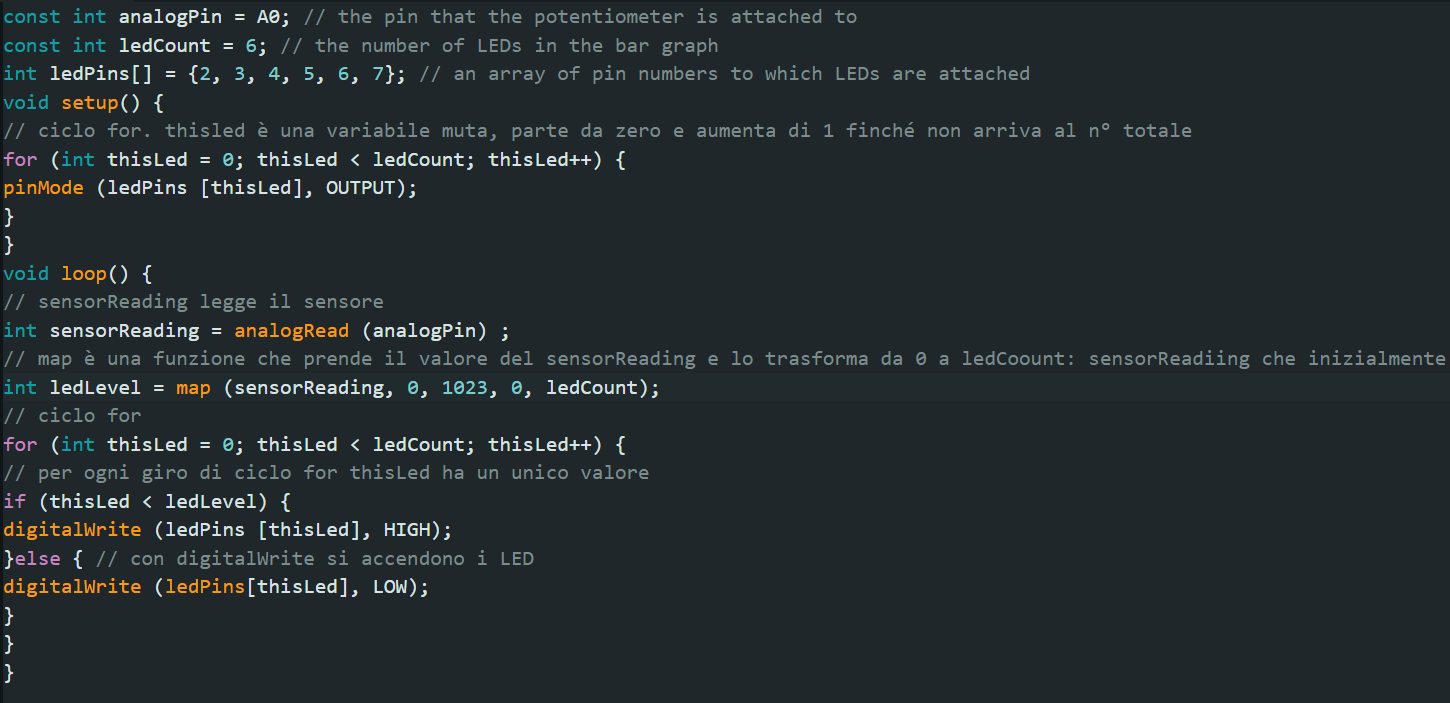 const int analogPin = A0; // the pin that the potentiometer is attached to
const int ledCount = 6; // the number of LEDs in the bar graph
int ledPins[] = {2, 3, 4, 5, 6, 7}; // an array of pin numbers to which LEDs are attached
void setup() {
// ciclo for. thisled è una variabile muta, parte da zero e aumenta di 1 finché non arriva al n° totale
for (int thisLed = 0; thisLed < ledCount; thisLed++) {
pinMode (ledPins [thisLed], OUTPUT);
}
}
void loop() {
// sensorReading legge il sensore
int sensorReading = analogRead (analogPin) ;
// map è una funzione che prende il valore del sensorReading e lo trasforma da 0 a ledCoount: sensorReadiing che inizialmente
int ledLevel = map (sensorReading, 0, 1023, 0, ledCount);
// ciclo for
for (int thisLed = 0; thisLed < ledCount; thisLed++) {
// per ogni giro di ciclo for thisLed ha un unico valore
if (thisLed < ledLevel) {
digitalWrite (ledPins [thisLed], HIGH);
}else { // con digitalWrite si accendono i LED
digitalWrite (ledPins[thisLed], LOW);
}
}
}